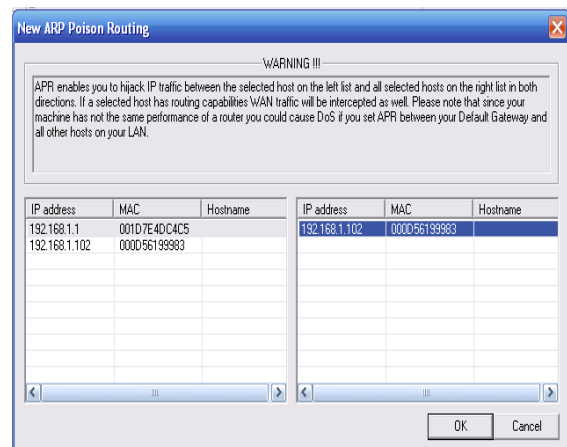 New ARP Poison Routing
WARNING !!!
APR enables you to hijack IP traffic between the selected host on the left list and all selected hosts on the right list in both
directions. If a selected host has routing capabilities WAN traffic will be intercepted as well. Please note that since your
machine has not the same performance of a router you could cause DoS if you set APR between your Default Gateway and
all other hosts on your LAN.
IP address MAC Hostname
192.168.1.1 001D7E4DC4C5
192.168.1.102 000D56199983
IP address MAC Hostname
192.168.1.102 000D56199983
OK Cancel